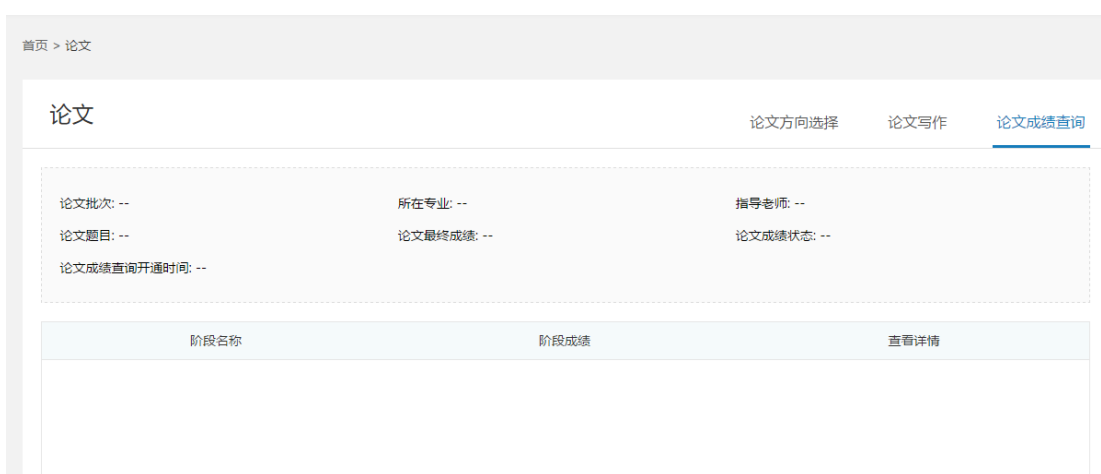 首页 > 论文
论文
论文方向选择 论文写作 论文成绩查询
论文批次: -- 所在专业: -- 指导老师: --
论文题目: -- 论文最终成绩: -- 论文成绩状态: --
论文成绩查询开通时间: --
阶段名称 阶段成绩 查看详情